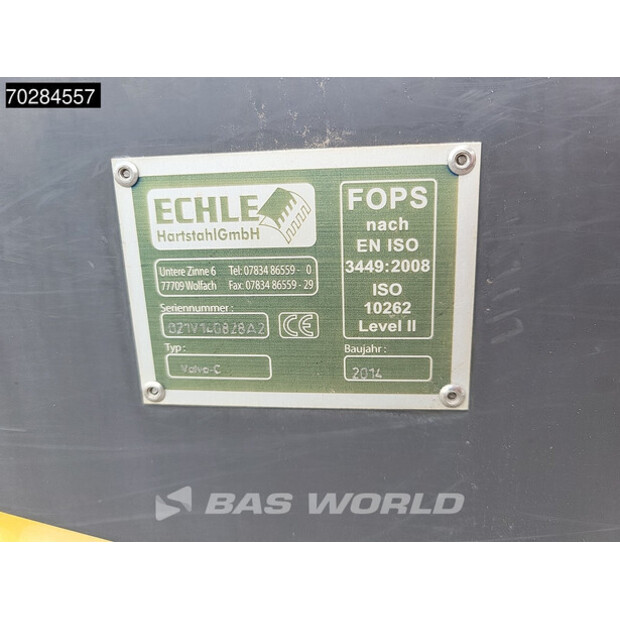 70284557
ECHLE
HartstahlGmbH
Untere Zinne 6 Tel: 07834 86559 - 0
77709 Wolfach Fax: 07834 86559 - 29
Seriennummer:
Typ:
Volvo-C
FOPS
nach
EN ISO
3449:2008
ISO
10262
Level II
Baujahr:
2014
BAS WORLD